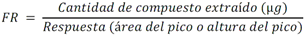 FR = Cantidad de compuesto extraído (µg)
Respuesta (área del pico o altura del pico)